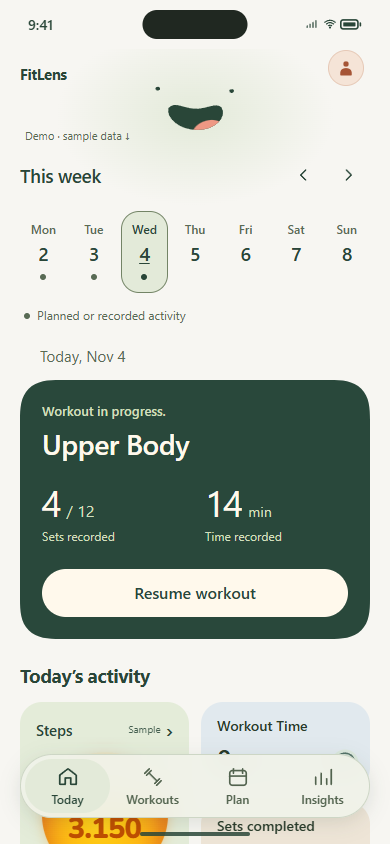 9:41
FitLens
Demo · sample data ↓
This week
Mon Tue Wed Thu Fri Sat Sun
2 3 4 5 6 7 8
Planned or recorded activity
Today, Nov 4
Workout in progress.
Upper Body
4 / 12
Sets recorded
14 min
Time recorded
Resume workout
Today's activity
Steps
Sample
Workout Time
Today Workouts Plan Insights
3.150
Sets completed